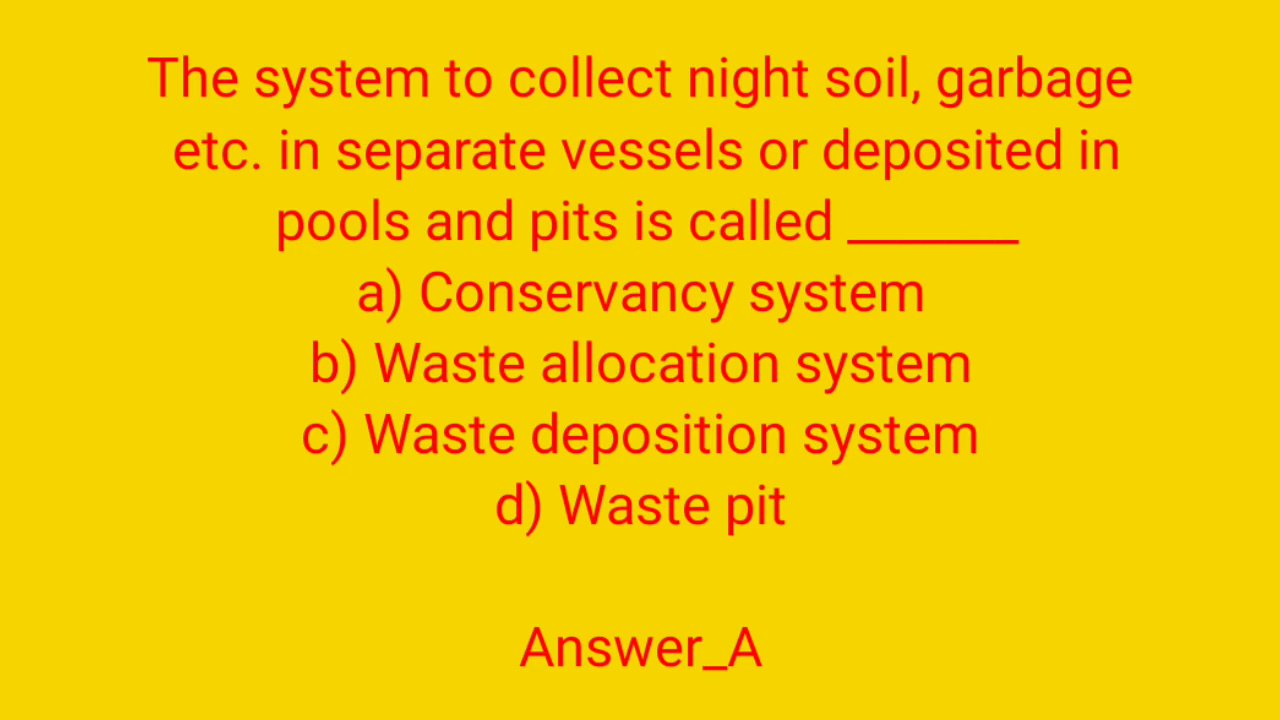 The system to collect night soil, garbage
etc. in separate vessels or deposited in
pools and pits is called ______
a) Conservancy system
b) Waste allocation system
c) Waste deposition system
d) Waste pit
Answer_A